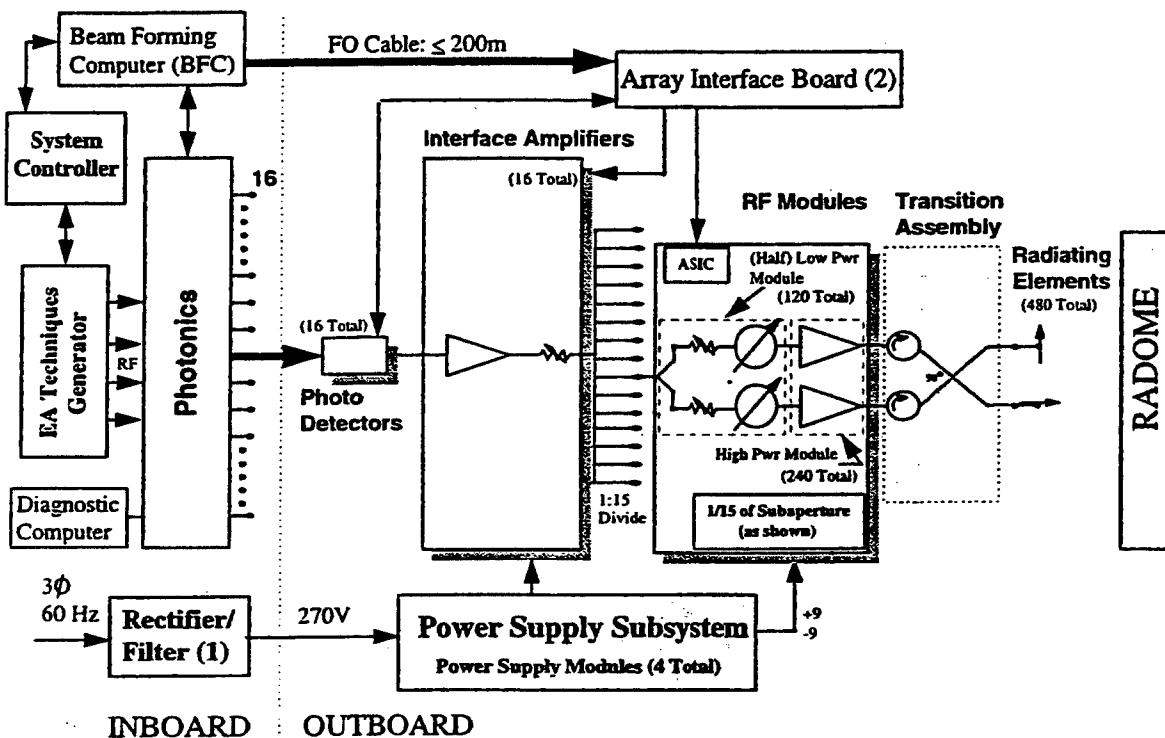 Beam Forming
Computer (BFC)
FO Cable: ≤ 200m
Array Interface Board (2)
System
Controller
Interface Amplifiers
(16 Total)
16
RF Modules
Transition
Assembly
ASIC
(Half) Low Pwr
Module
(120 Total)
Radiating
Elements
(480 Total)
EA Techniques
Generator
RF
Photonics
(16 Total)
Photo
Detectors
90°
RADOME
High Pwr Module
(240 Total)
Diagnostic
Computer
1:15
Divide
1/15 of Subaperture
(as shown)
3ϕ
60 Hz
Rectifier/
Filter (1)
270V
Power Supply Subsystem
Power Supply Modules (4 Total)
+9
-9
INBOARD
OUTBOARD